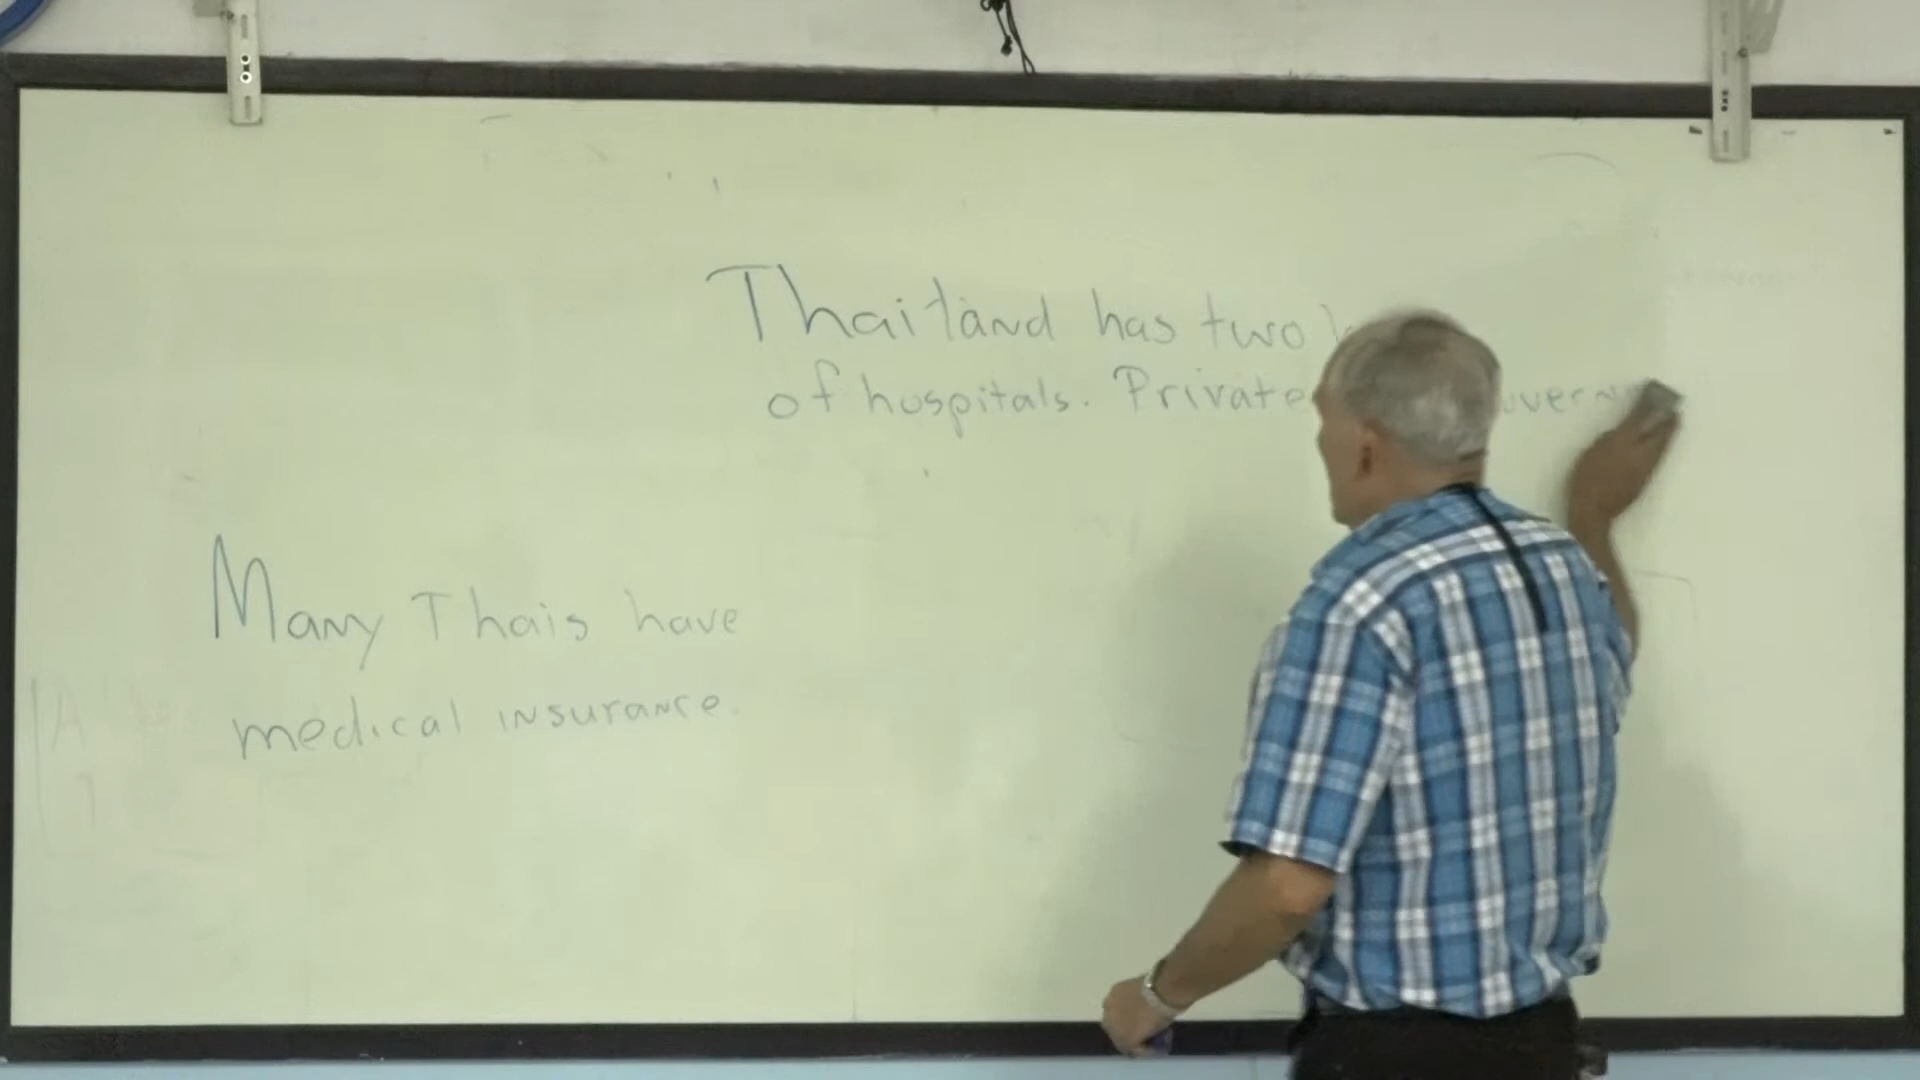 Thailand has two
of hospitals. Private
Many Thais have
medical insurance.